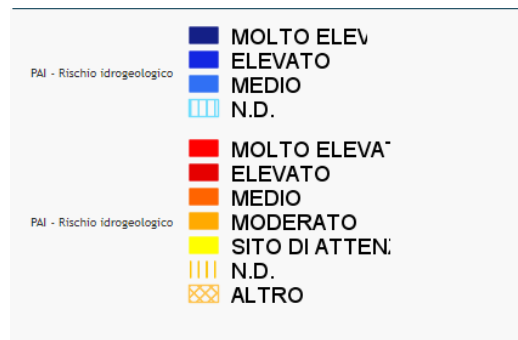 PAI - Rischio idrogeologico
MOLTO ELEV
ELEVATO
MEDIO
N.D.
PAI - Rischio idrogeologico
MOLTO ELEVAT
ELEVATO
MEDIO
MODERATO
SITO DI ATTEN
N.D.
ALTRO